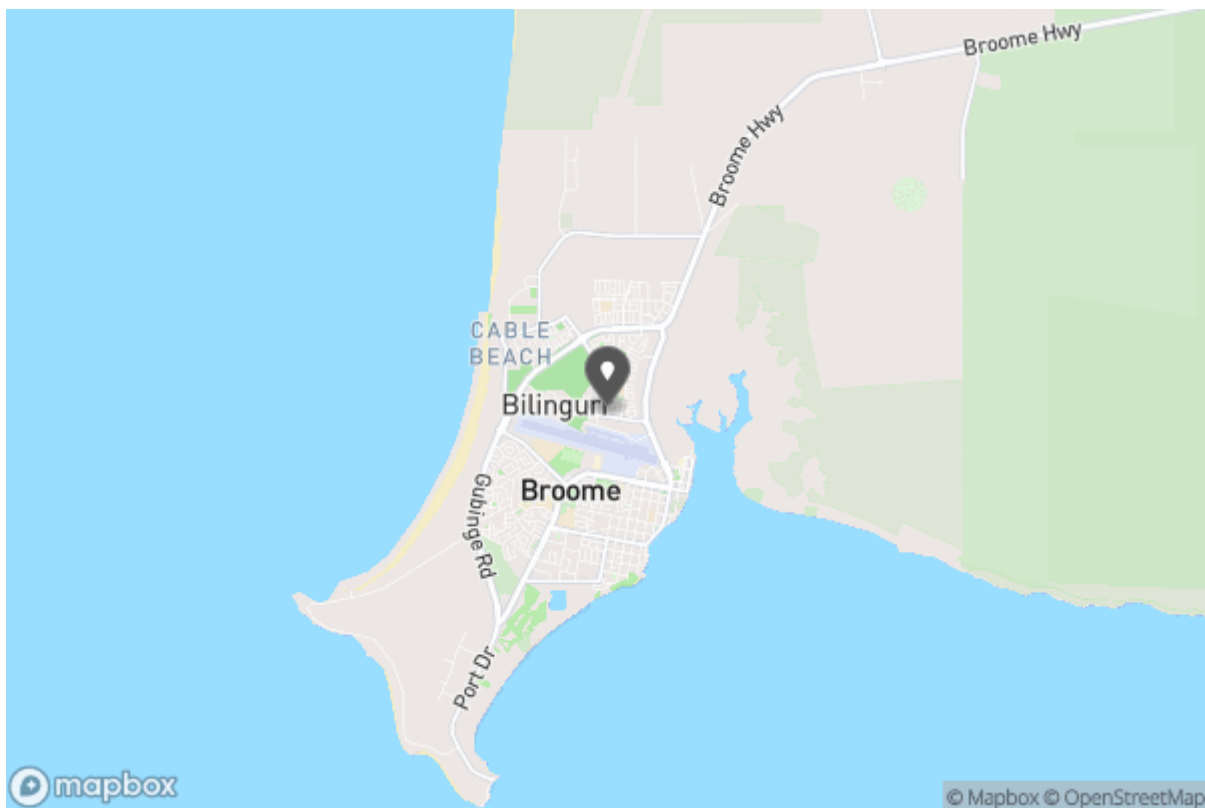 Broome Hwy
Broome Hwy
CABLE
BEACH
Bilingurr
Broome
Gubinge Rd
Port Dr
mapbox
© Mapbox © OpenStreetMap